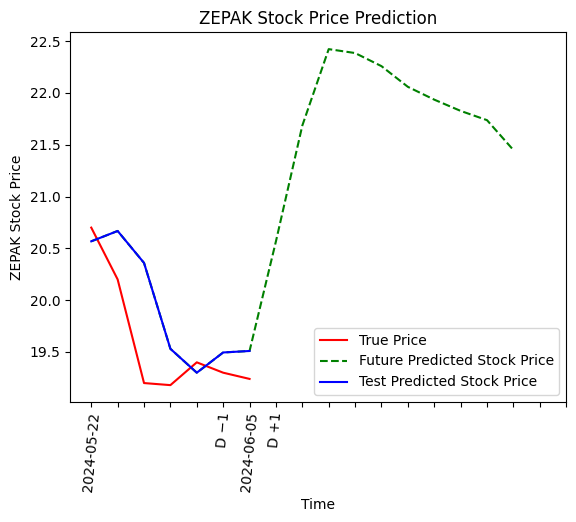 ZEPAK Stock Price Prediction
ZEPAK Stock Price
22.5
22.0
21.5
21.0
20.5
20.0
19.5
True Price
Future Predicted Stock Price
Test Predicted Stock Price
2024-05-22
D −1
2024-06-05
D +1
Time